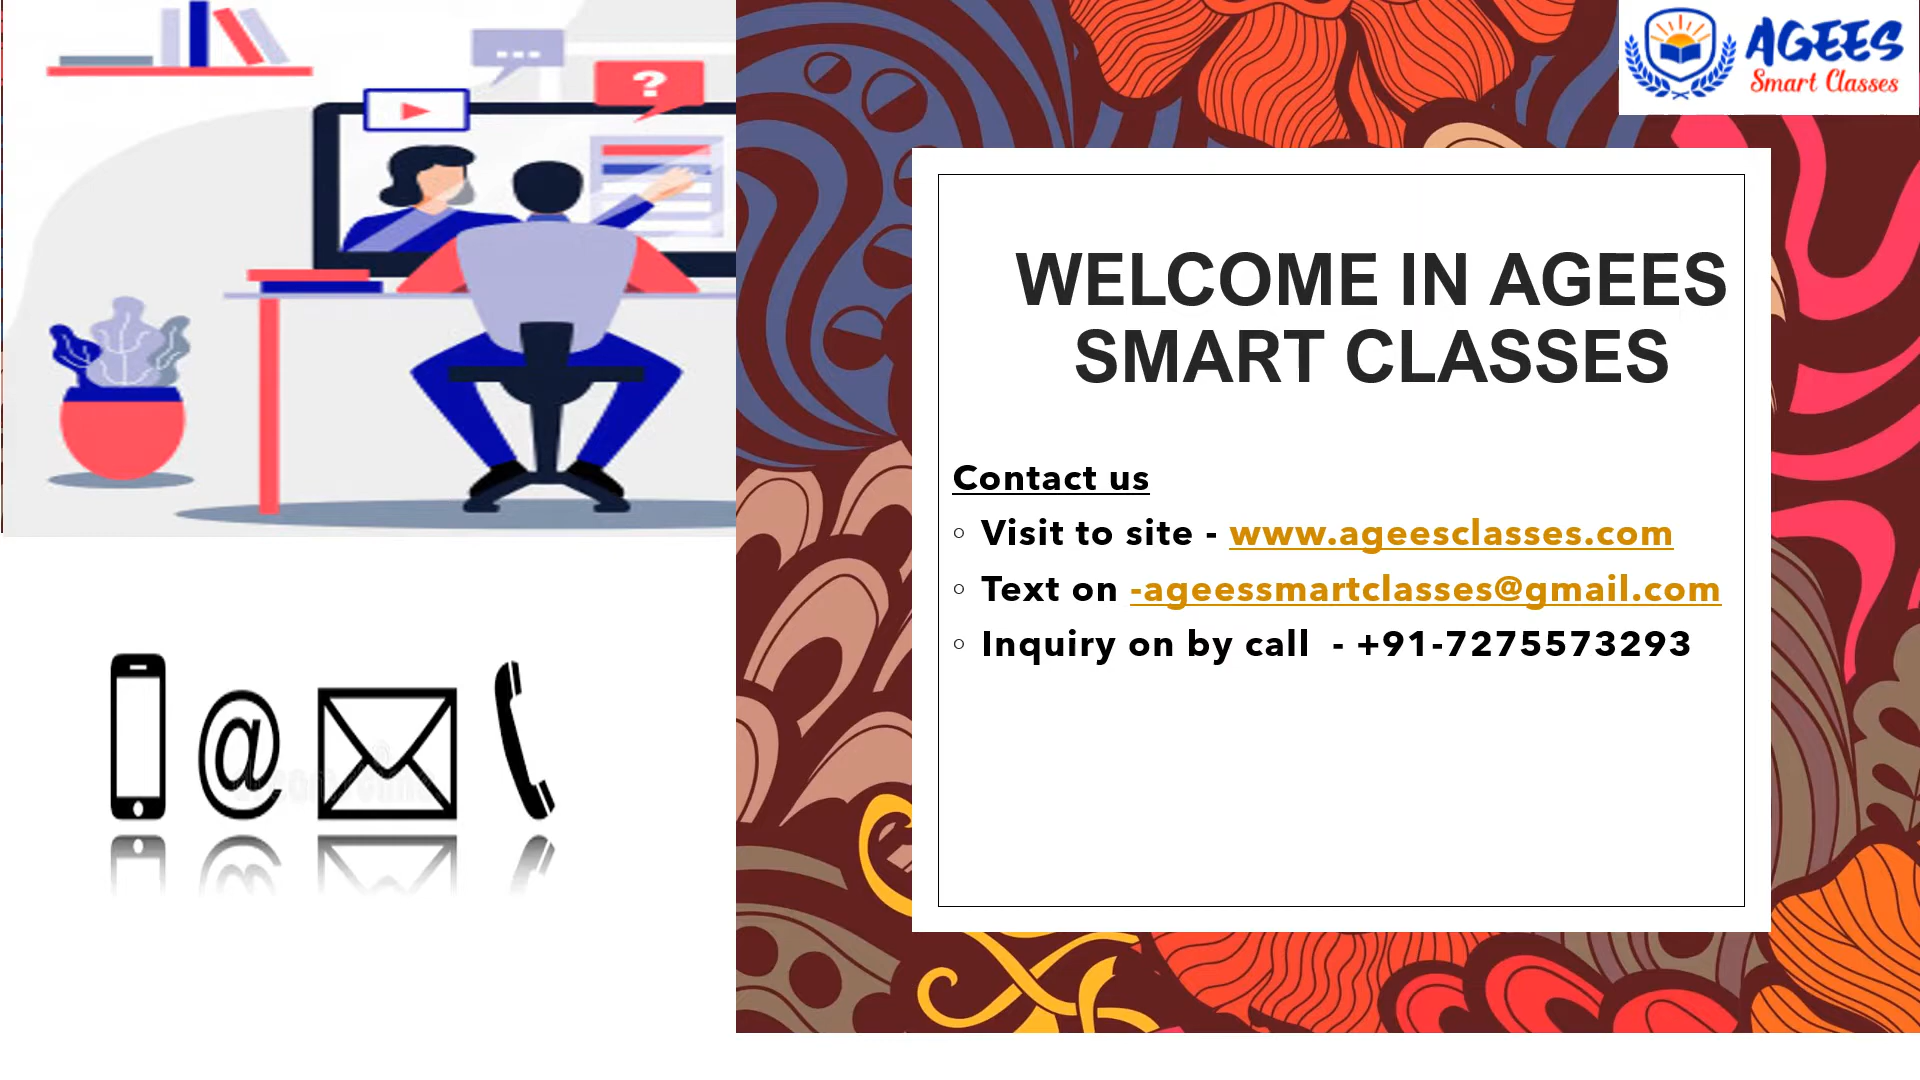 AGEES
Smart Classes
?
WELCOME IN AGEES
SMART CLASSES
Contact us
◦ Visit to site - www.ageesclasses.com
◦ Text on -ageessmartclasses@gmail.com
◦ Inquiry on by call - +91-7275573293
@